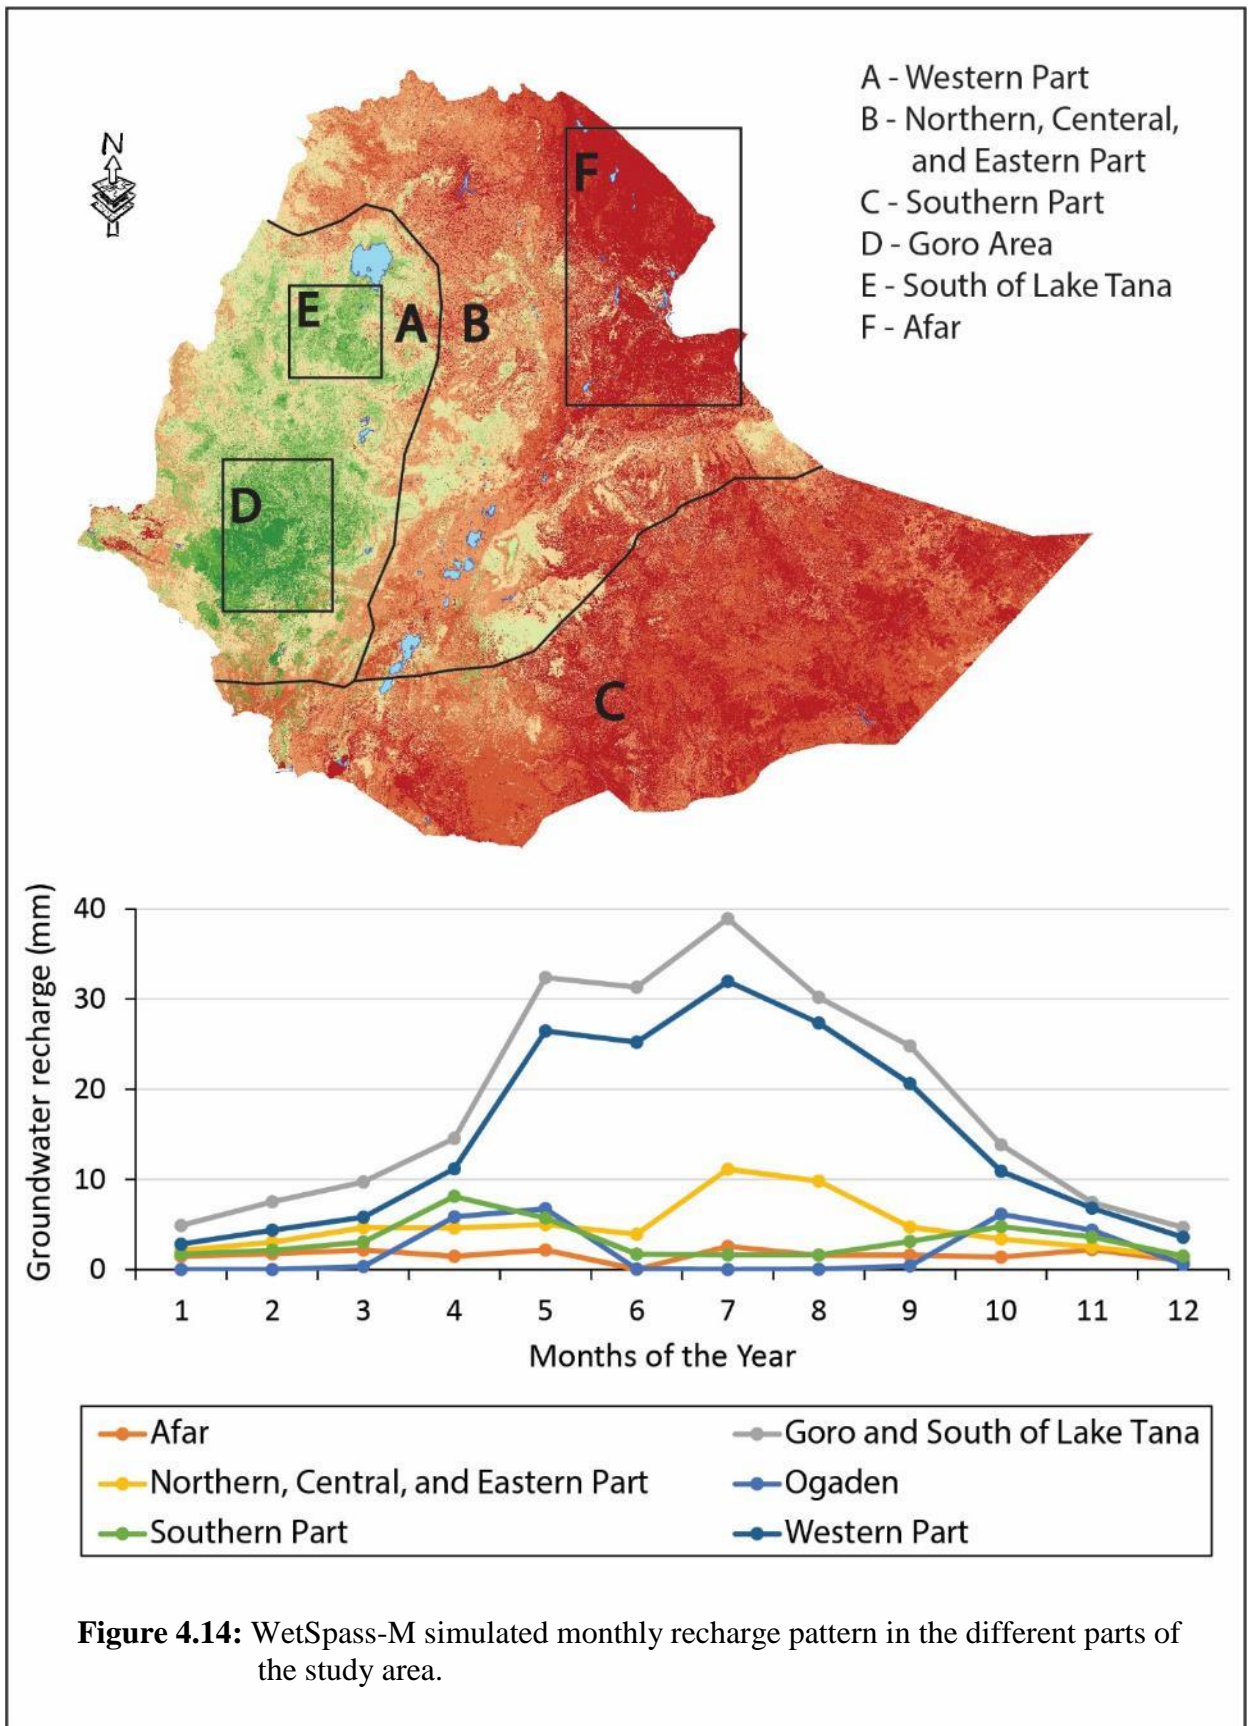 N
A - Western Part
B - Northern, Centeral,
and Eastern Part
C - Southern Part
D - Goro Area
E - South of Lake Tana
F - Afar
F
E
A
B
D
C
Groundwater recharge (mm)
40
30
20
10
0
1 2 3 4 5 6 7 8 9 10 11 12
Months of the Year
Afar
Goro and South of Lake Tana
Northern, Central, and Eastern Part
Ogaden
Southern Part
Western Part
Figure 4.14: WetSpass-M simulated monthly recharge pattern in the different parts of
the study area.